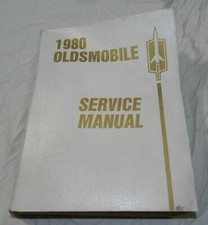 1980
OLDSMOBILE
SERVICE
MANUAL